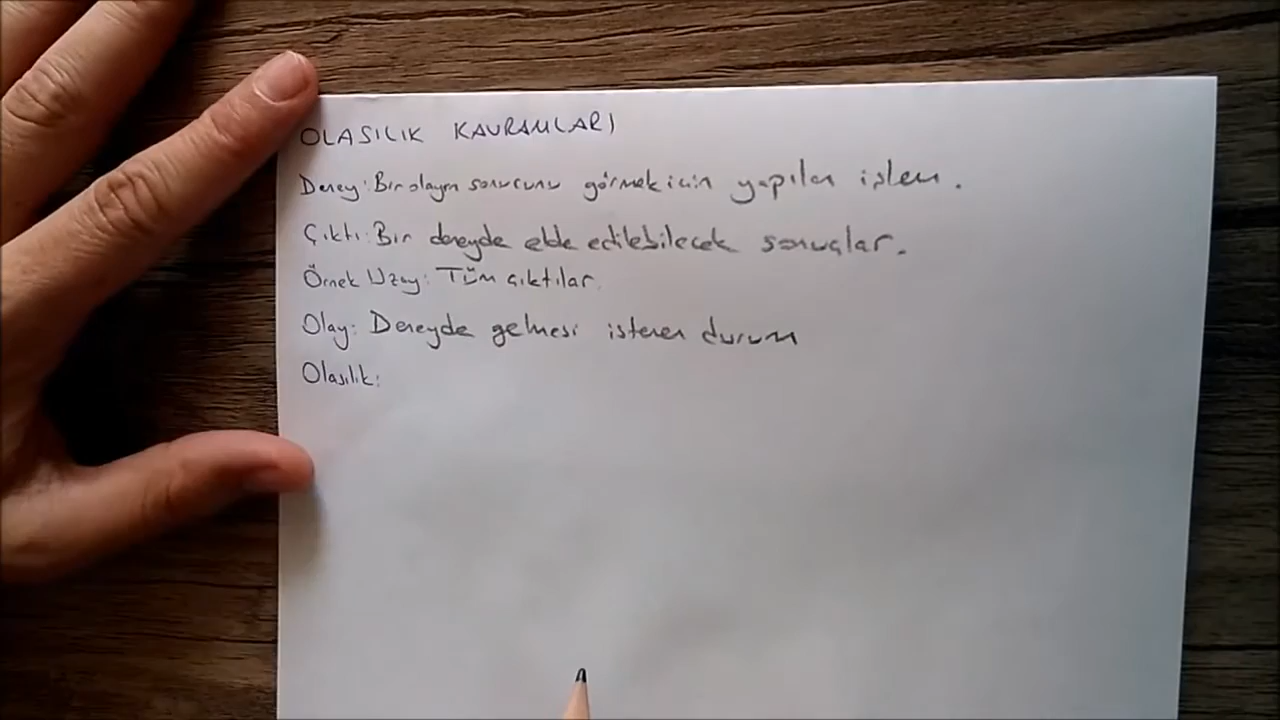 OLASILIK KAVRAMLARI
Deney: Bir olayın sonucunu görmek için yapılan işlem.
Çıktı: Bir deneyde elde edilebilecek sonuçlar.
Örnek Uzay: Tüm çıktılar.
Olay: Deneyde gelmesi istenen durum
Olasılık: